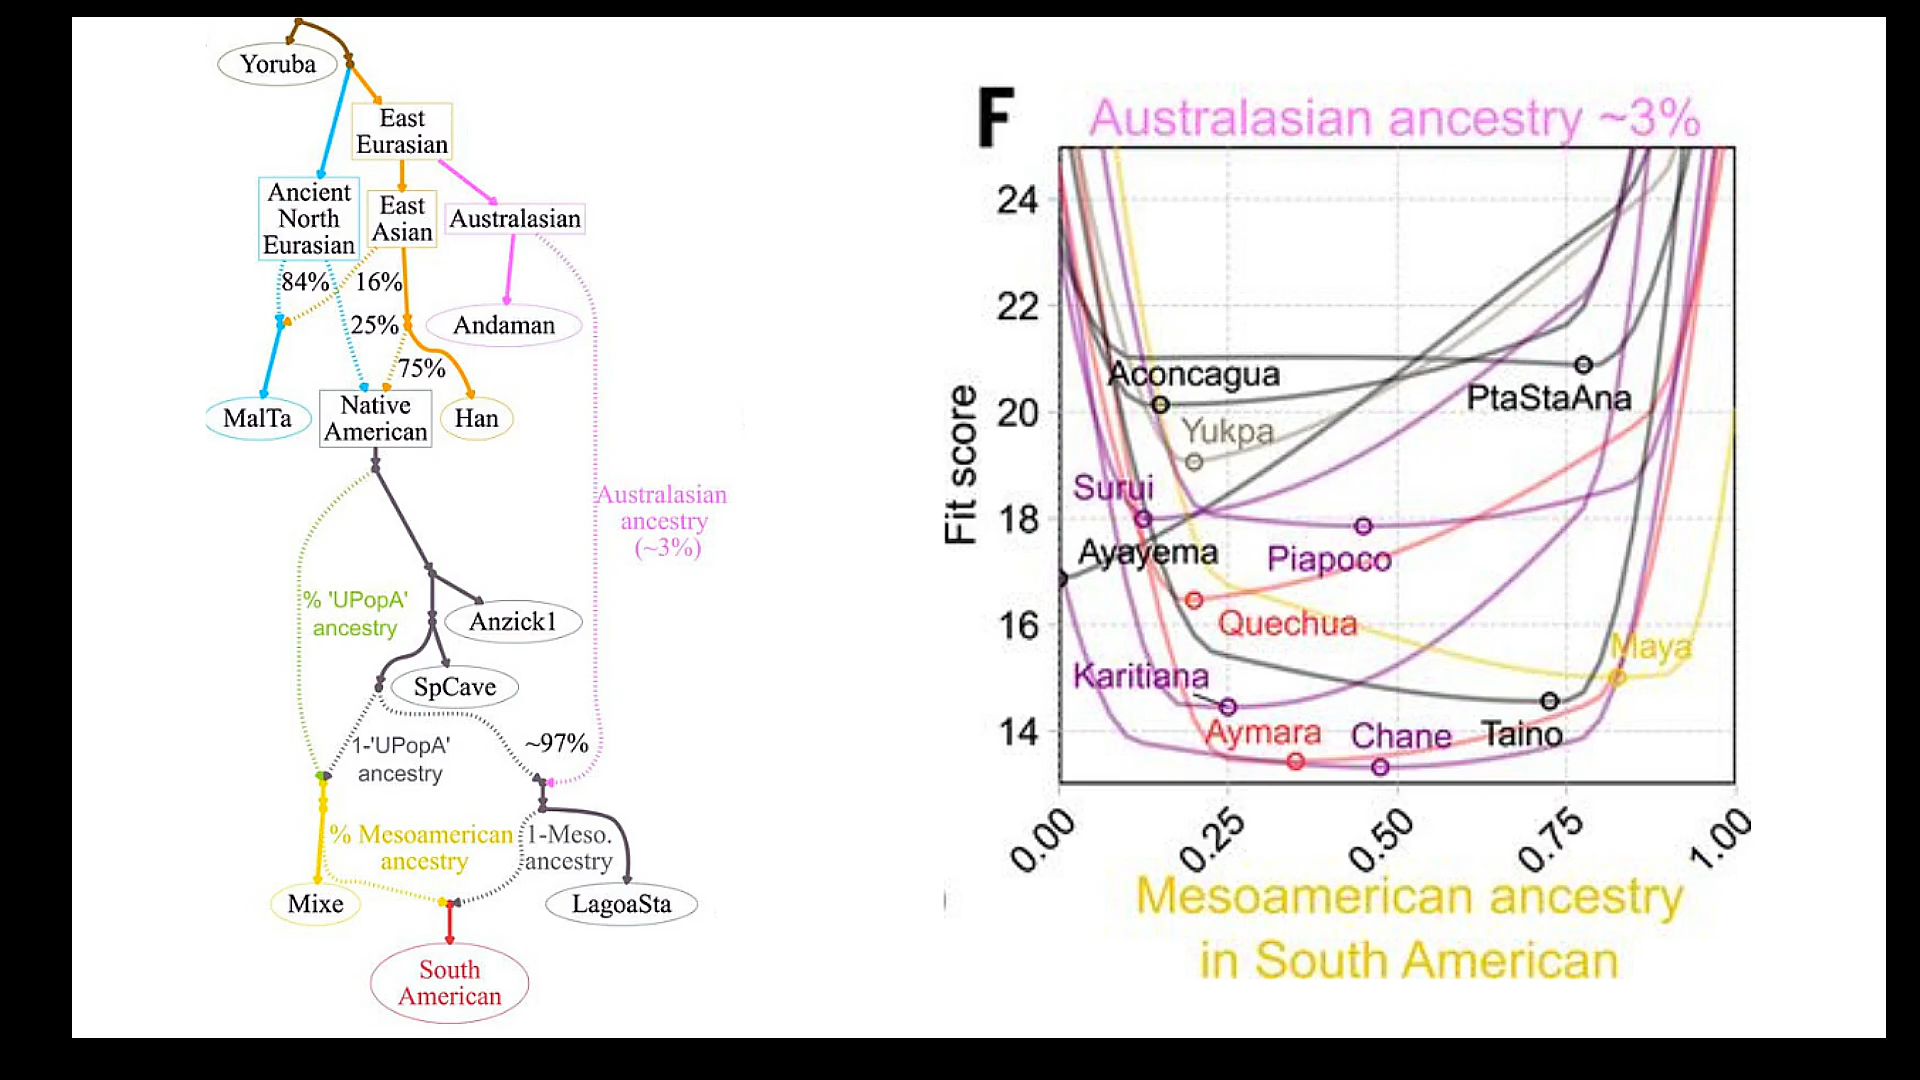 Yoruba
East
Eurasian
Ancient
North
Eurasian
East
Asian
Australasian
84%
16%
25%
Andaman
75%
MalTa
Native
American
Han
Australasian
ancestry
(~3%)
% 'UPopA'
ancestry
Anzick1
SpCave
1-'UPopA'
ancestry
~97%
% Mesoamerican
ancestry
1-Meso.
ancestry
Mixe
LagoaSta
South
American
F
Australasian ancestry ~3%
Fit score
24
22
20
18
16
14
Aconcagua
PtaStaAna
Yukpa
Surui
Ayayema
Piapoco
Quechua
Maya
Karitiana
Aymara
Chane
Taino
0.00
0.25
0.50
0.75
1.00
Mesoamerican ancestry
in South American